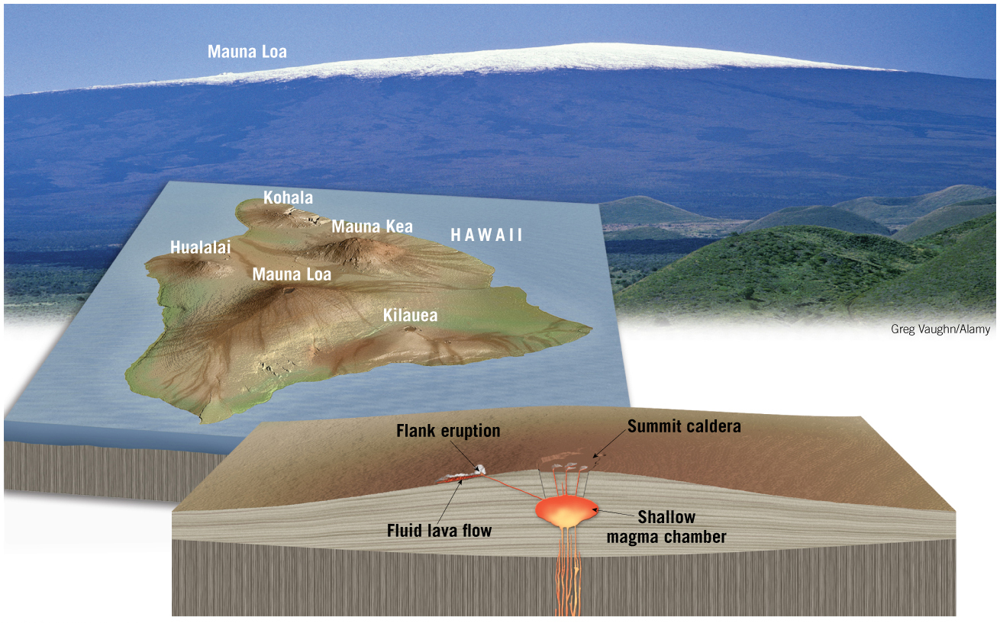 Mauna Loa
Kohala
Mauna Kea
HAWAII
Hualalai
Mauna Loa
Kilauea
Greg Vaughn/Alamy
Flank eruption
Summit caldera
Fluid lava flow
Shallow
magma chamber